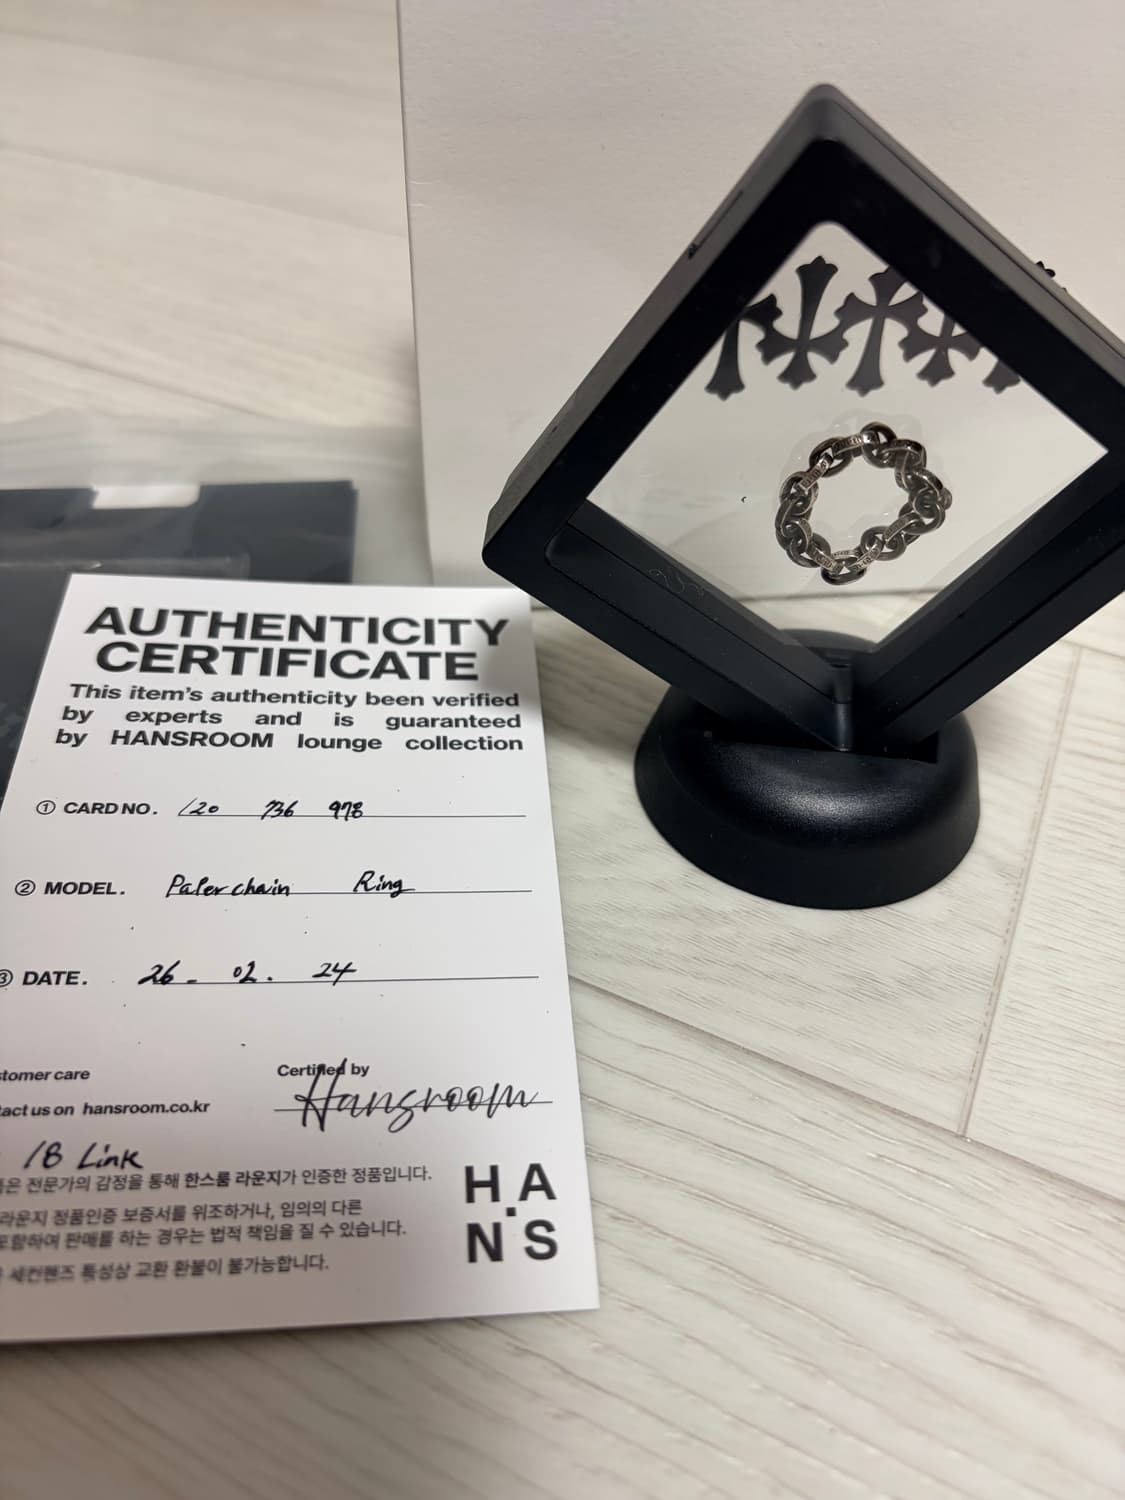 AUTHENTICITY
CERTIFICATE
This item's authenticity been verified
by experts and is guaranteed
by HANSROOM lounge collection
① CARD NO. 120 736 978
② MODEL. Paper chain Ring
③ DATE. 26. 02. 24
stomer care
Certified by
tact us on hansroom.co.kr
Hansroom
18 Link
품은 전문가의 감정을 통해 한스룸 라운지가 인증한 정품입니다.
라운지 정품인증 보증서를 위조하거나, 임의의 다른
포함하여 판매를 하는 경우는 법적 책임을 질 수 있습니다.
세컨핸즈 특성상 교환 환불이 불가능합니다.
H.A
N S